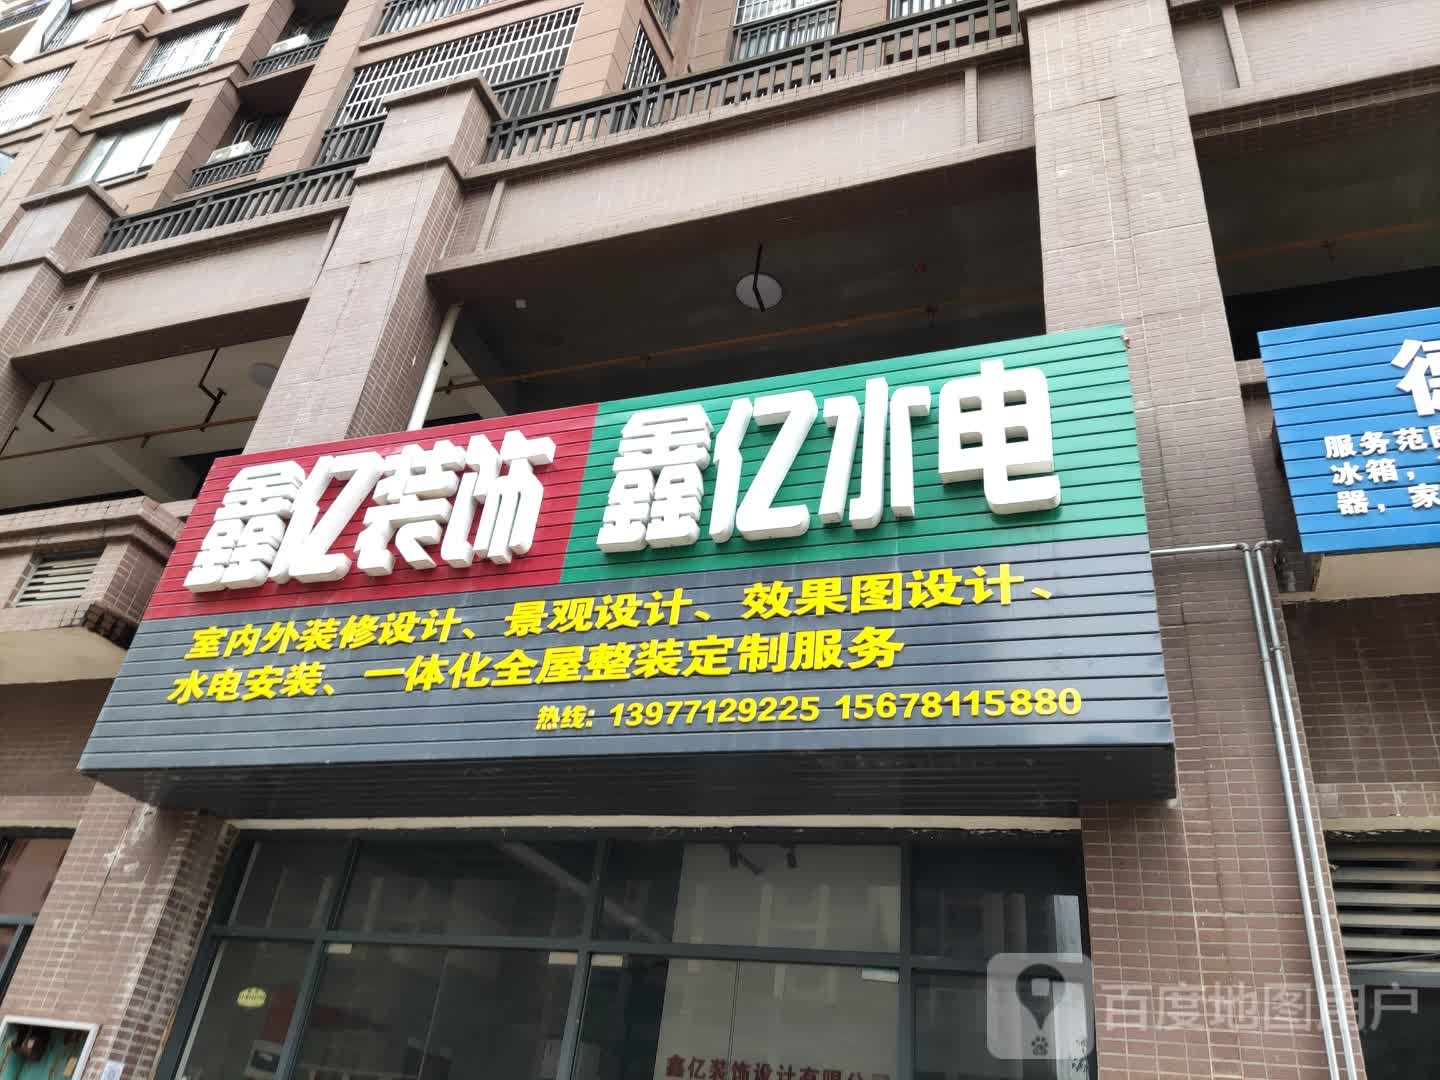 鑫亿装饰 鑫亿水电
室内外装修设计、景观设计、效果图设计、
水电安装、一体化全屋整装定制服务
热线：13977129225 15678115880
服务范围
冰箱，
器，家
鑫亿装饰设计有限公司
百度地图用户